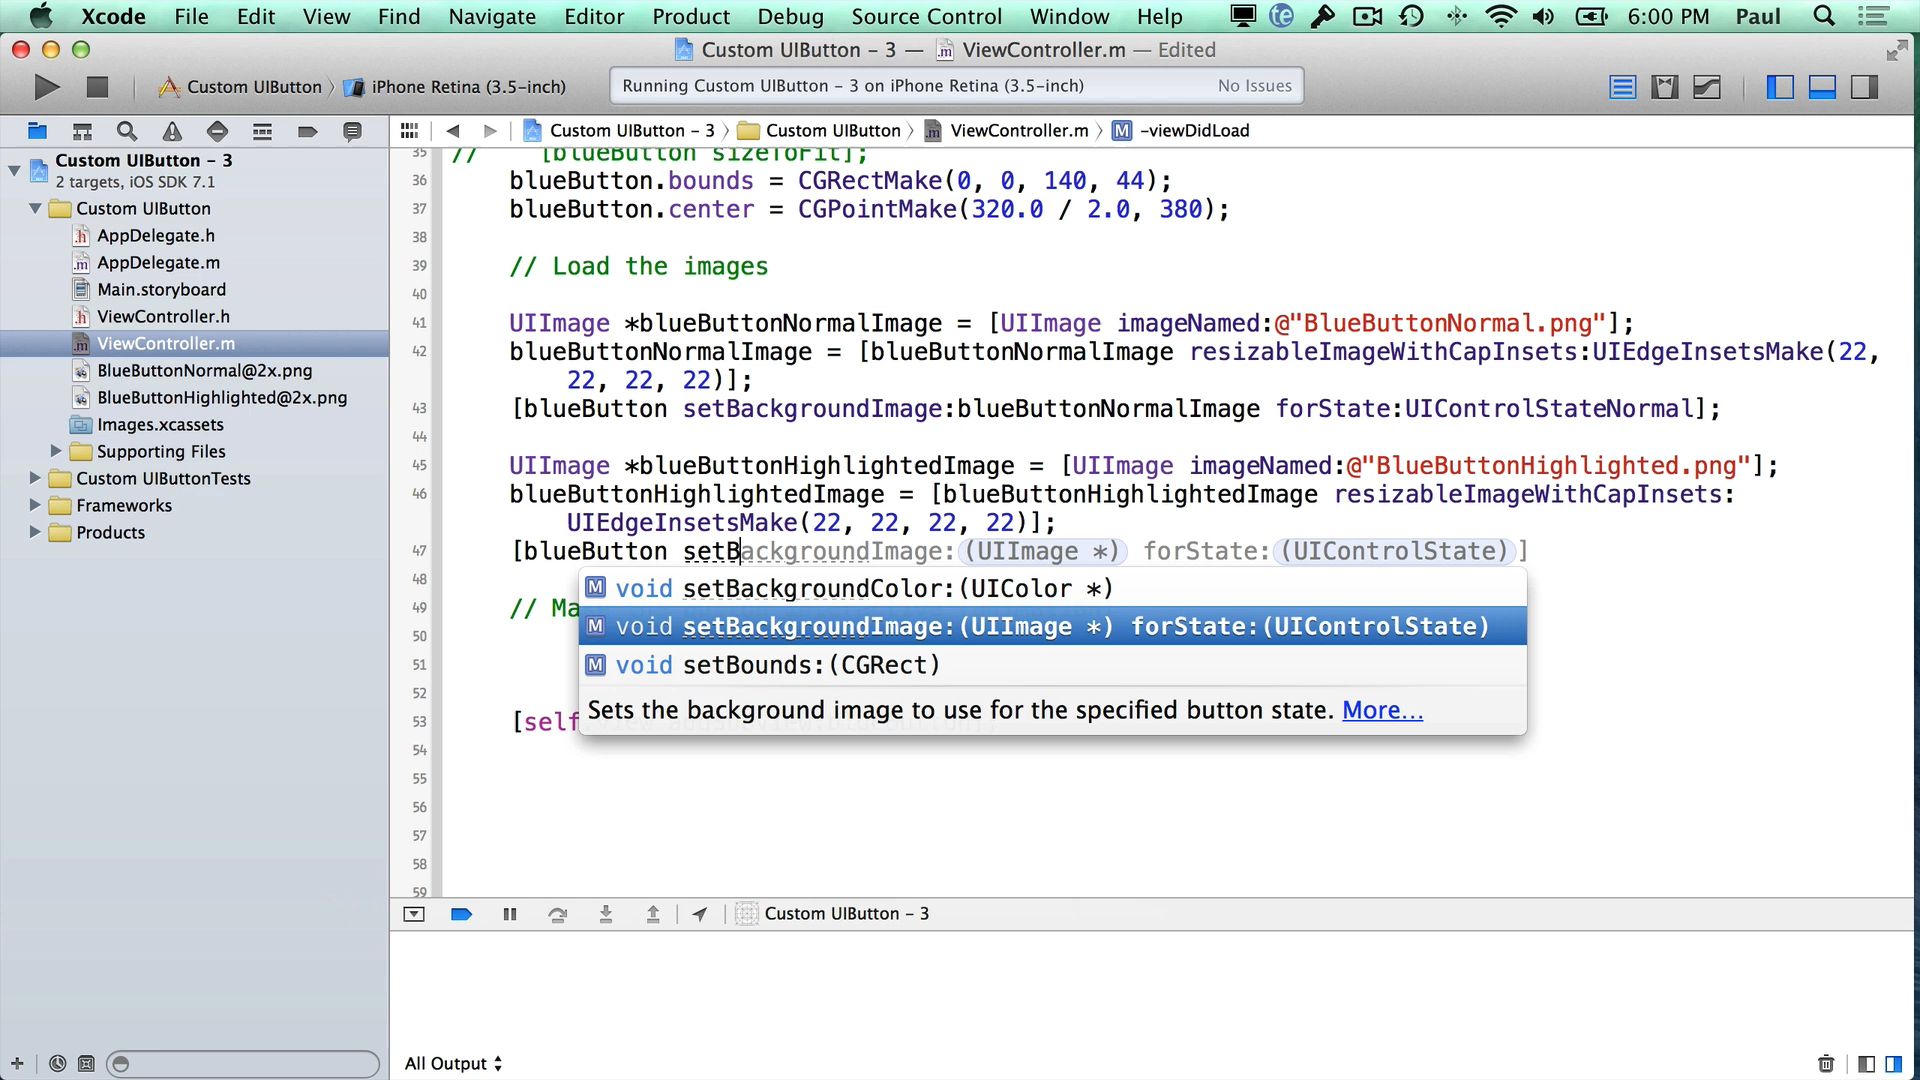 Xcode File Edit View Find Navigate Editor Product Debug Source Control Window Help te 6:00 PM Paul
Custom UIButton - 3 — ViewController.m — Edited
Custom UIButton iPhone Retina (3.5-inch) Running Custom UIButton - 3 on iPhone Retina (3.5-inch) No Issues
Custom UIButton - 3 Custom UIButton ViewController.m M -viewDidLoad
Custom UIButton - 3
2 targets, iOS SDK 7.1
Custom UIButton
AppDelegate.h
AppDelegate.m
Main.storyboard
ViewController.h
ViewController.m
BlueButtonNormal@2x.png
BlueButtonHighlighted@2x.png
Images.xcassets
Supporting Files
Custom UIButtonTests
Frameworks
Products
35 // [blueButton sizeToFit];
36 blueButton.bounds = CGRectMake(0, 0, 140, 44);
37 blueButton.center = CGPointMake(320.0 / 2.0, 380);
38
39 // Load the images
40
41 UIImage *blueButtonNormalImage = [UIImage imageNamed:@"BlueButtonNormal.png"];
42 blueButtonNormalImage = [blueButtonNormalImage resizableImageWithCapInsets:UIEdgeInsetsMake(22,
22, 22, 22)];
43 [blueButton setBackgroundImage:blueButtonNormalImage forState:UIControlStateNormal];
44
45 UIImage *blueButtonHighlightedImage = [UIImage imageNamed:@"BlueButtonHighlighted.png"];
46 blueButtonHighlightedImage = [blueButtonHighlightedImage resizableImageWithCapInsets:
UIEdgeInsetsMake(22, 22, 22, 22)];
47 [blueButton setBackgroundImage:(UIImage *) forState:(UIControlState)]
48
M void setBackgroundColor:(UIColor *)
49 // Ma
M void setBackgroundImage:(UIImage *) forState:(UIControlState)
50
51
M void setBounds:(CGRect)
52
Sets the background image to use for the specified button state. More...
53 [self
54
55
56
57
58
59
Custom UIButton - 3
All Output